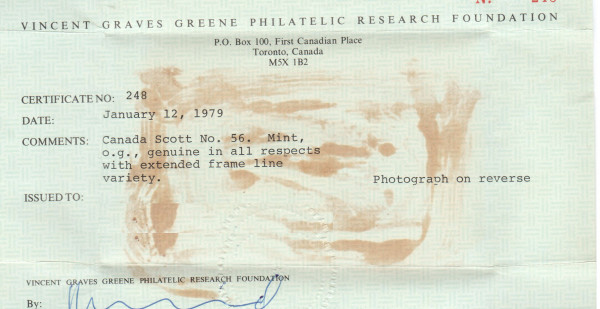 VINCENT GRAVES GREENE PHILATELIC RESEARCH FOUNDATION
P.O. Box 100, First Canadian Place
Toronto, Canada
M5X 1B2
CERTIFICATE NO: 248
DATE: January 12, 1979
COMMENTS: Canada Scott No. 56. Mint,
o.g., genuine in all respects
with extended frame line
variety.
Photograph on reverse
ISSUED TO:
VINCENT GRAVES GREENE PHILATELIC RESEARCH FOUNDATION
By: